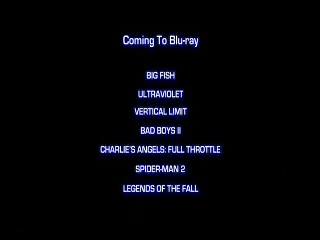 Coming To Blu-ray
BIG FISH
ULTRAVIOLET
VERTICAL LIMIT
BAD BOYS II
CHARLIE'S ANGELS: FULL THROTTLE
SPIDER-MAN 2
LEGENDS OF THE FALL